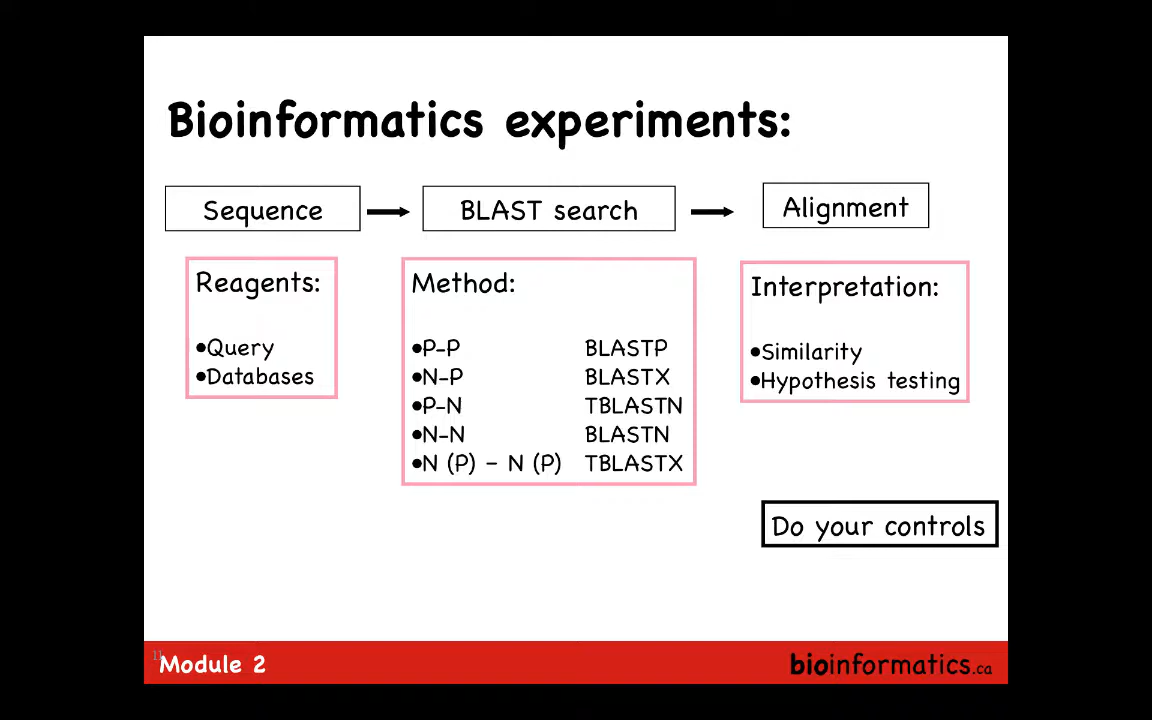 Bioinformatics experiments:
Sequence
BLAST search
Alignment
Reagents:
•Query
•Databases
Method:
•P-P BLASTP
•N-P BLASTX
•P-N TBLASTN
•N-N BLASTN
•N (P) – N (P) TBLASTX
Interpretation:
•Similarity
•Hypothesis testing
Do your controls
11
Module 2
bioinformatics.ca